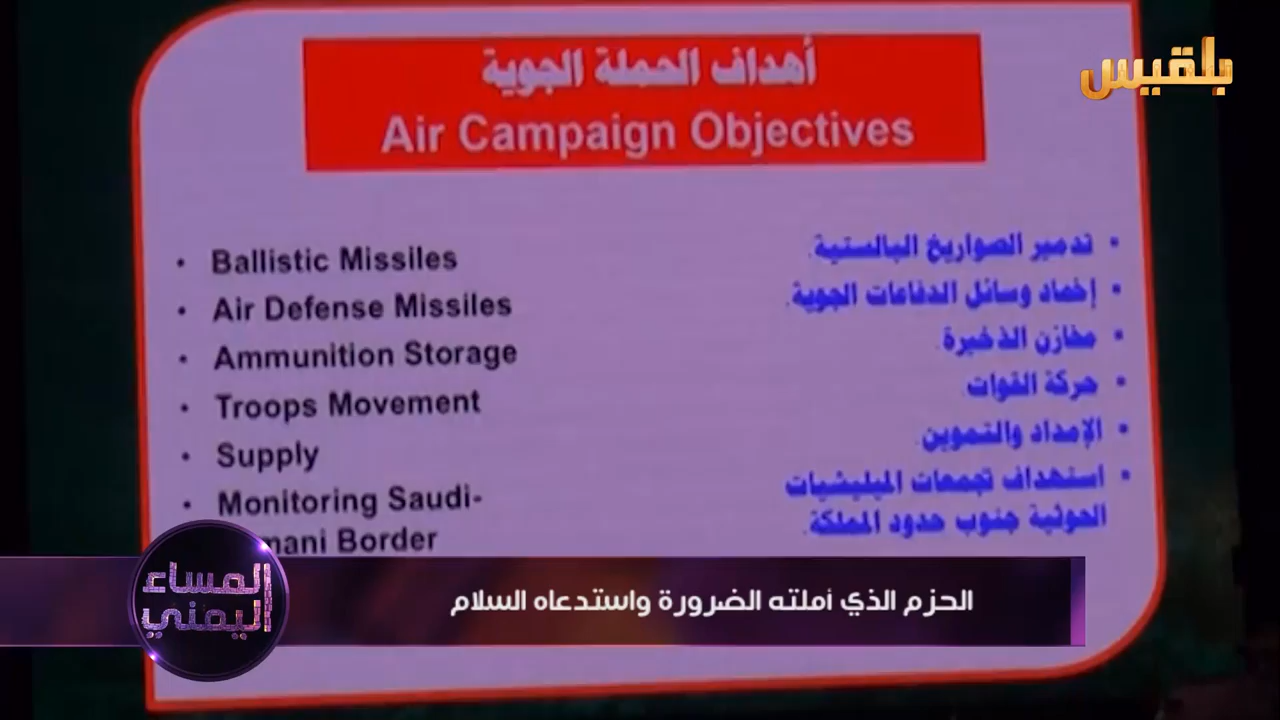 بلقيس
أهداف الحملة الجوية
Air Campaign Objectives
• Ballistic Missiles
• Air Defense Missiles
• Ammunition Storage
• Troops Movement
• Supply
• Monitoring Saudi-
mani Border
• تدمير الصواريخ البالستية.
• إخماد وسائل الدفاعات الجوية.
• مخازن الذخيرة.
• حركة القوات.
• الإمداد والتموين.
• استهداف تجمعات الميليشيات
الحوثية جنوب حدود المملكة.
المساء
اليمني
الحزم الذي أملته الضرورة واستدعاه السلام